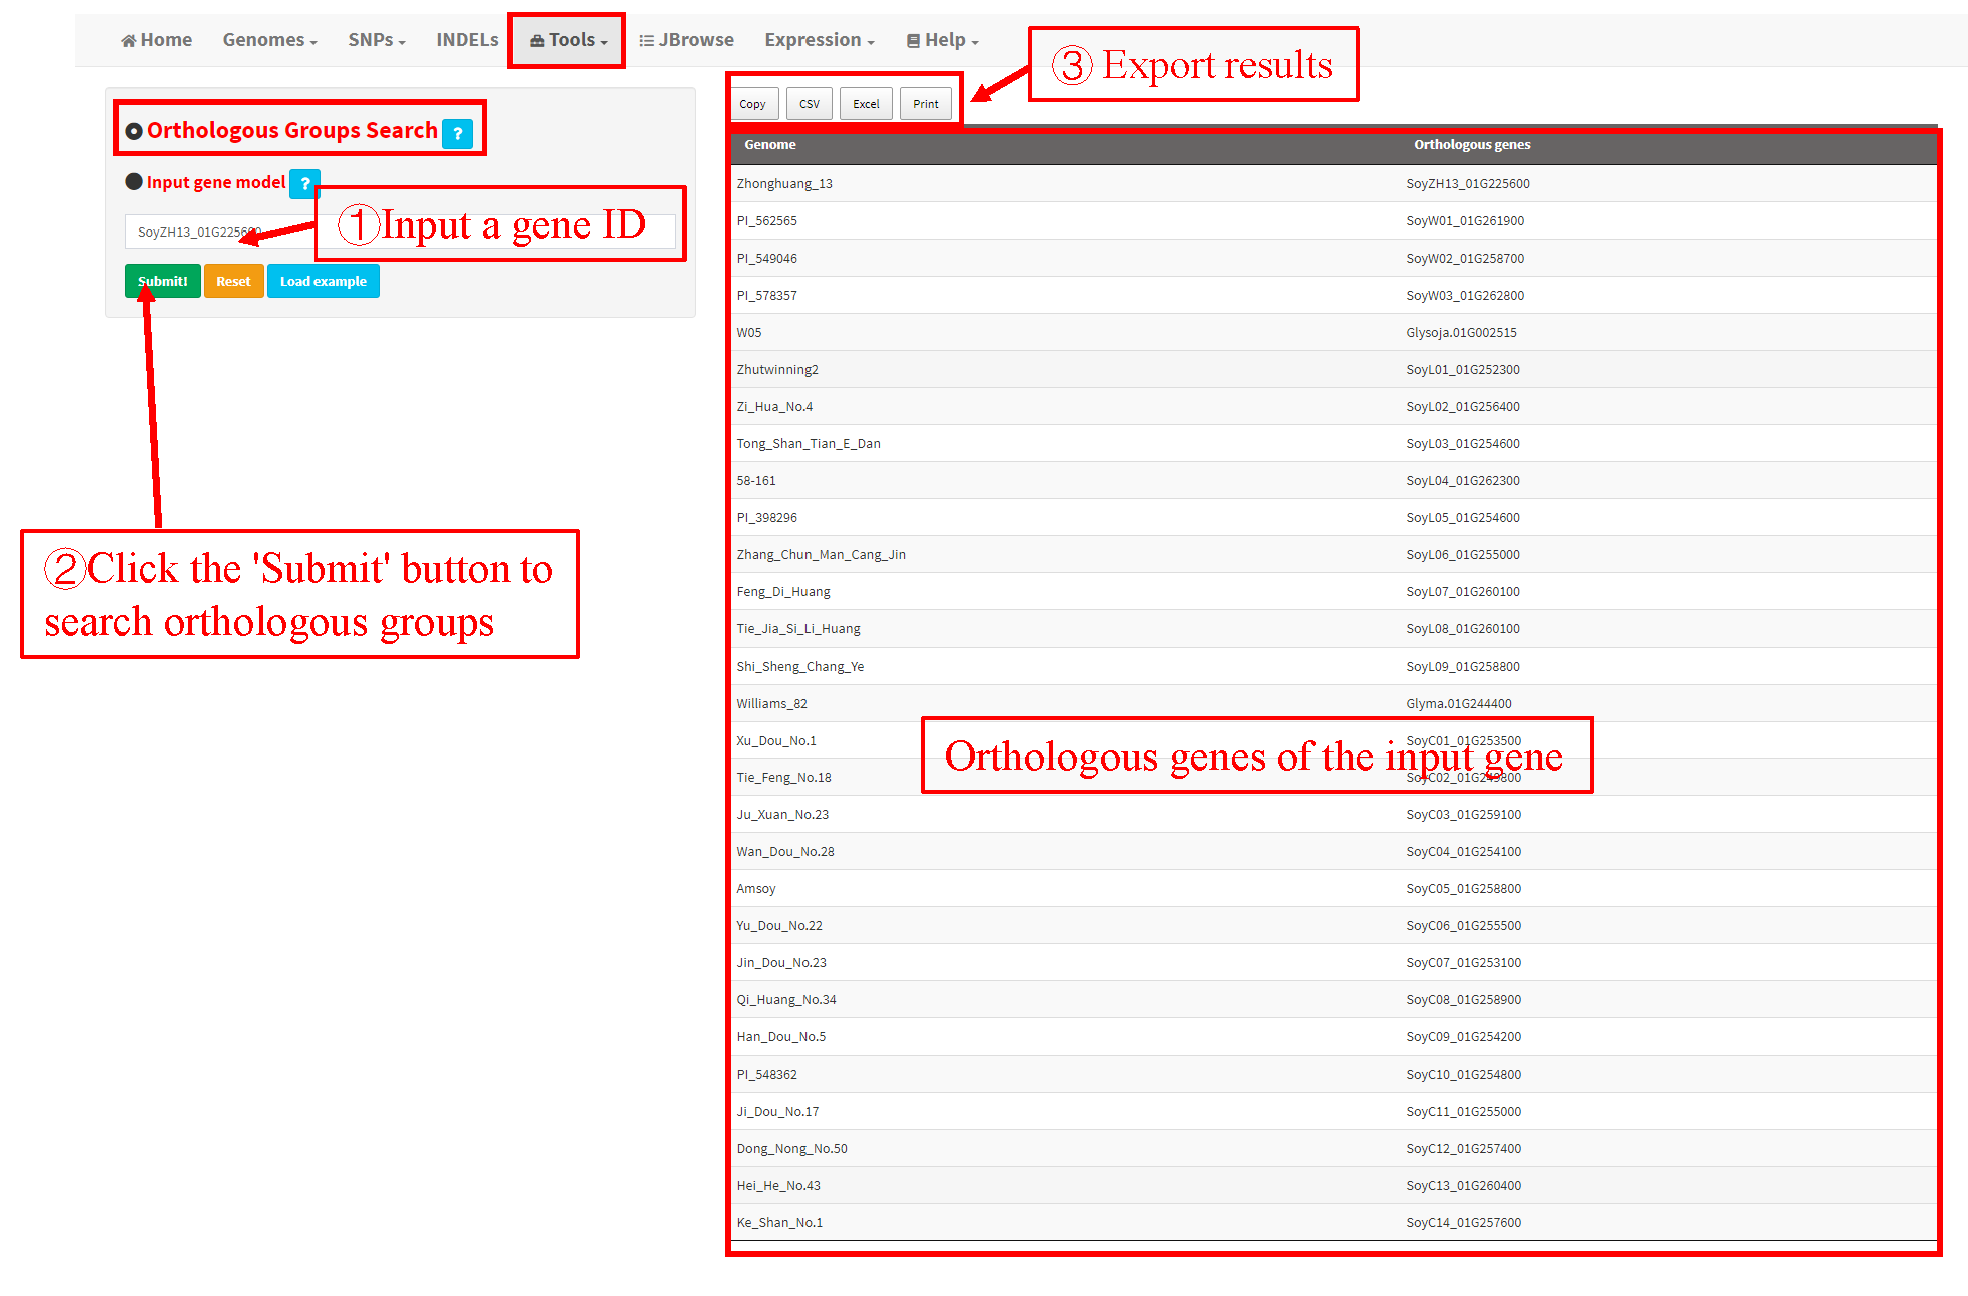 Home Genomes SNPs INDELs Tools JBrowse Expression Help
③ Export results
Copy CSV Excel Print
Orthologous Groups Search ?
Input gene model ?
SoyZH13_01G225600
①Input a gene ID
Submit! Reset Load example
②Click the 'Submit' button to
search orthologous groups
Genome Orthologous genes
Zhonghuang_13 SoyZH13_01G225600
PI_562565 SoyW01_01G261900
PI_549046 SoyW02_01G258700
PI_578357 SoyW03_01G262800
W05 Glysoja.01G002515
Zhutwinning2 SoyL01_01G252300
Zi_Hua_No.4 SoyL02_01G256400
Tong_Shan_Tian_E_Dan SoyL03_01G254600
58-161 SoyL04_01G262300
PI_398296 SoyL05_01G254600
Zhang_Chun_Man_Cang_Jin SoyL06_01G255000
Feng_Di_Huang SoyL07_01G260100
Tie_Jia_Si_Li_Huang SoyL08_01G260100
Shi_Sheng_Chang_Ye SoyL09_01G258800
Williams_82 Glyma.01G244400
Xu_Dou_No.1 SoyC01_01G253500
Orthologous genes of the input gene
Tie_Feng_No.18 SoyC02_01G249800
Ju_Xuan_No.23 SoyC03_01G259100
Wan_Dou_No.28 SoyC04_01G254100
Amsoy SoyC05_01G258800
Yu_Dou_No.22 SoyC06_01G255500
Jin_Dou_No.23 SoyC07_01G253100
Qi_Huang_No.34 SoyC08_01G258900
Han_Dou_No.5 SoyC09_01G254200
PI_548362 SoyC10_01G254800
Ji_Dou_No.17 SoyC11_01G255000
Dong_Nong_No.50 SoyC12_01G257400
Hei_He_No.43 SoyC13_01G260400
Ke_Shan_No.1 SoyC14_01G257600